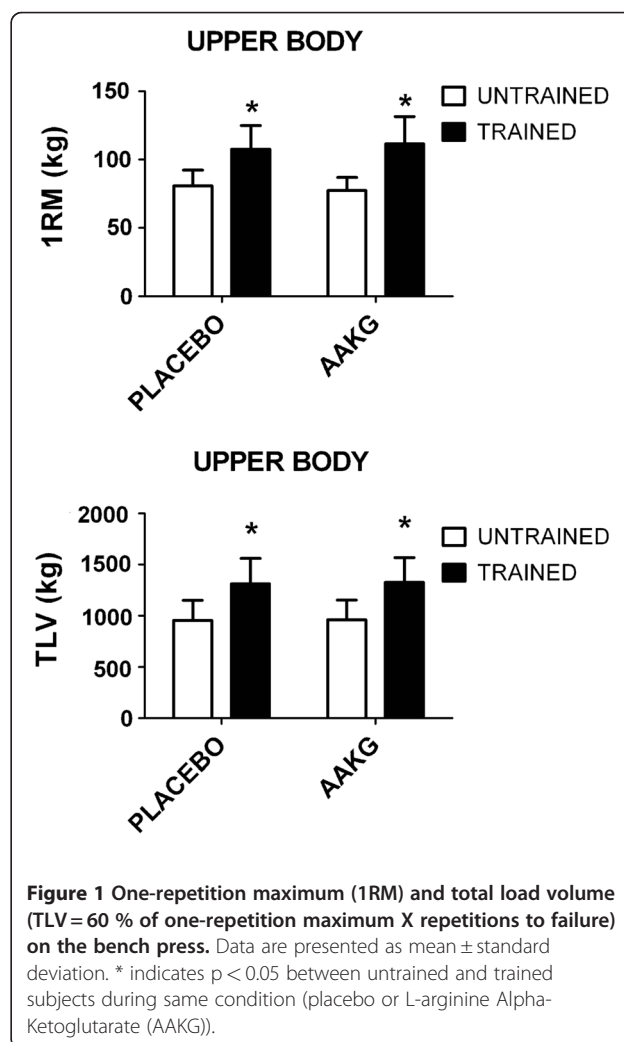 UPPER BODY
150
100
50
0
1RM (kg)
*
*
UNTRAINED
TRAINED
PLACEBO
AAKG
UPPER BODY
2000
1500
1000
500
0
TLV (kg)
*
*
UNTRAINED
TRAINED
PLACEBO
AAKG
Figure 1 One-repetition maximum (1RM) and total load volume
(TLV = 60 % of one-repetition maximum X repetitions to failure)
on the bench press. Data are presented as mean ± standard
deviation. * indicates p < 0.05 between untrained and trained
subjects during same condition (placebo or L-arginine Alpha-
Ketoglutarate (AAKG)).